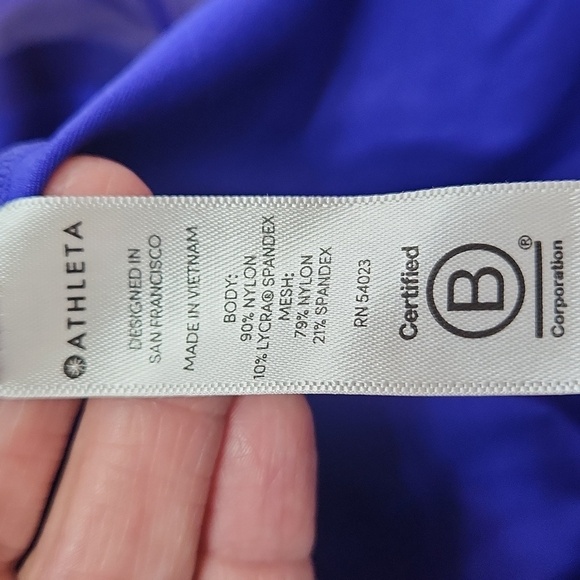 ATHLETA
DESIGNED IN
SAN FRANCISCO
MADE IN VIETNAM
BODY:
90% NYLON
10% LYCRA® SPANDEX
MESH:
79% NYLON
21% SPANDEX
RN 54023
Certified
B®
Corporation